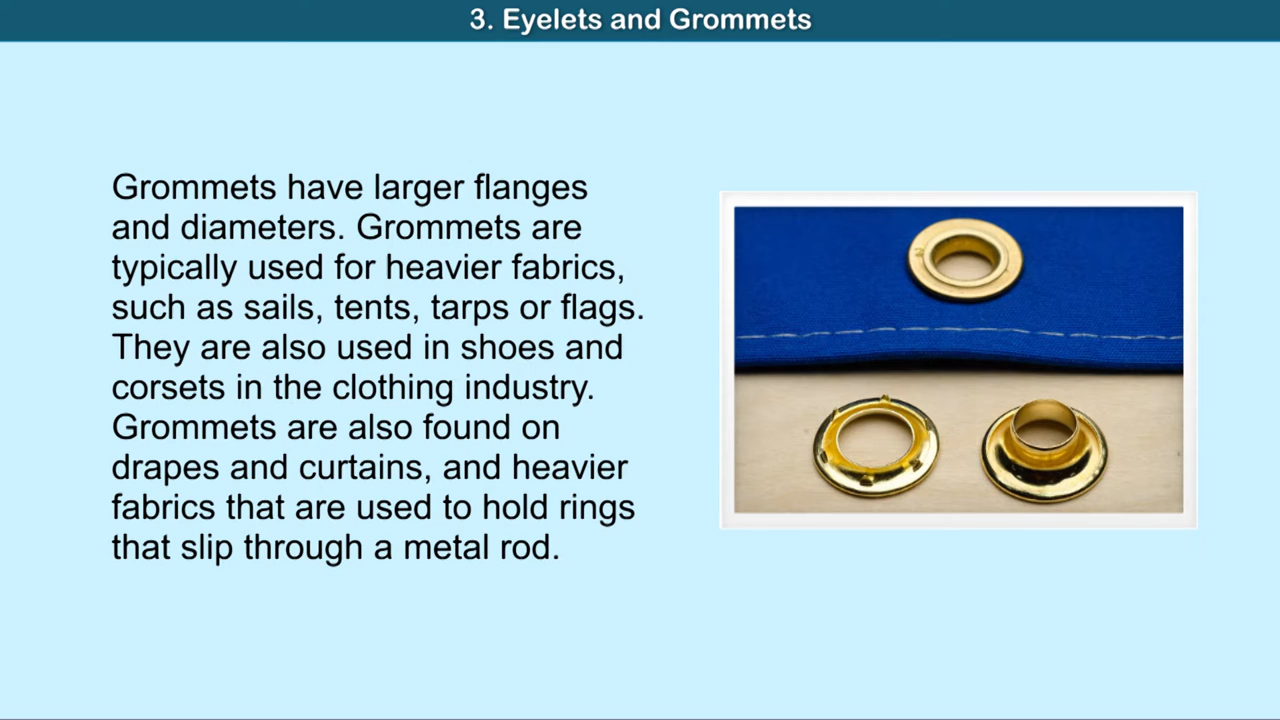 3. Eyelets and Grommets
Grommets have larger flanges
and diameters. Grommets are
typically used for heavier fabrics,
such as sails, tents, tarps or flags.
They are also used in shoes and
corsets in the clothing industry.
Grommets are also found on
drapes and curtains, and heavier
fabrics that are used to hold rings
that slip through a metal rod.